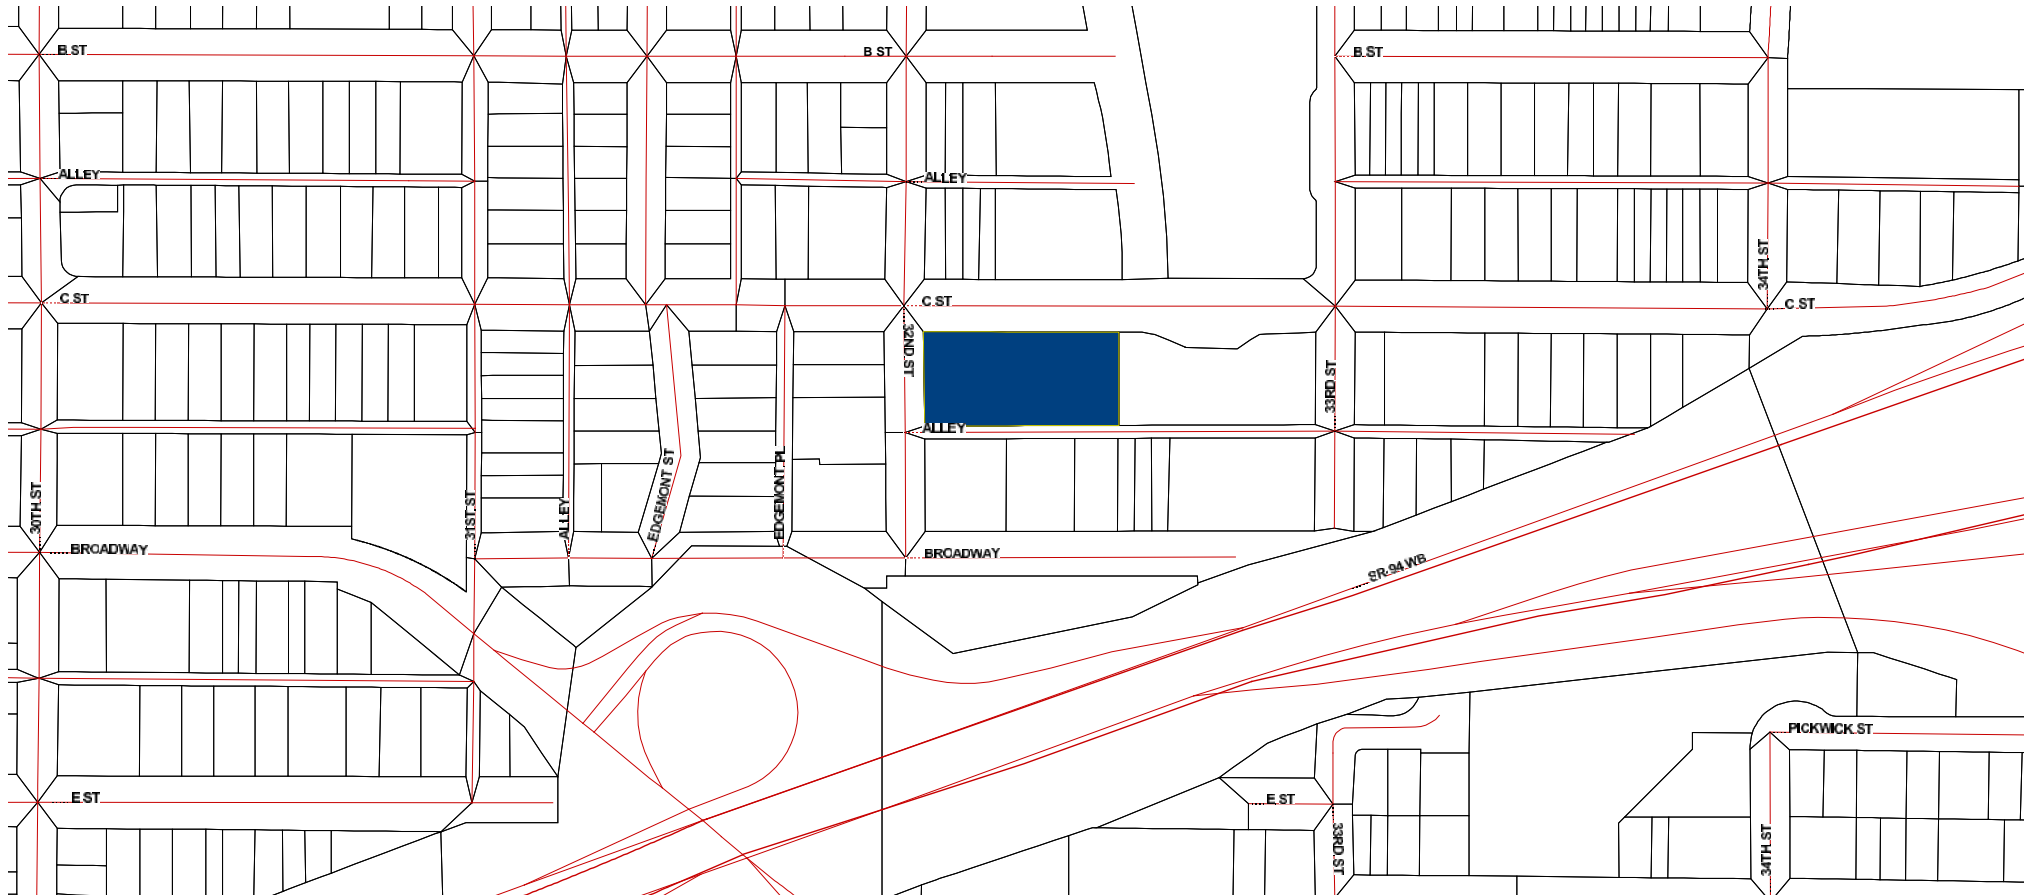 B ST
B ST
B ST
ALLEY
ALLEY
34TH ST
C ST
C ST
C ST
32ND ST
33RD ST
ALLEY
EDGEMONT ST
EDGEMONT PL
30TH ST
31ST ST
ALLEY
BROADWAY
BROADWAY
SR-94 WB
PICKWICK ST
E ST
E ST
33RD ST
34TH ST